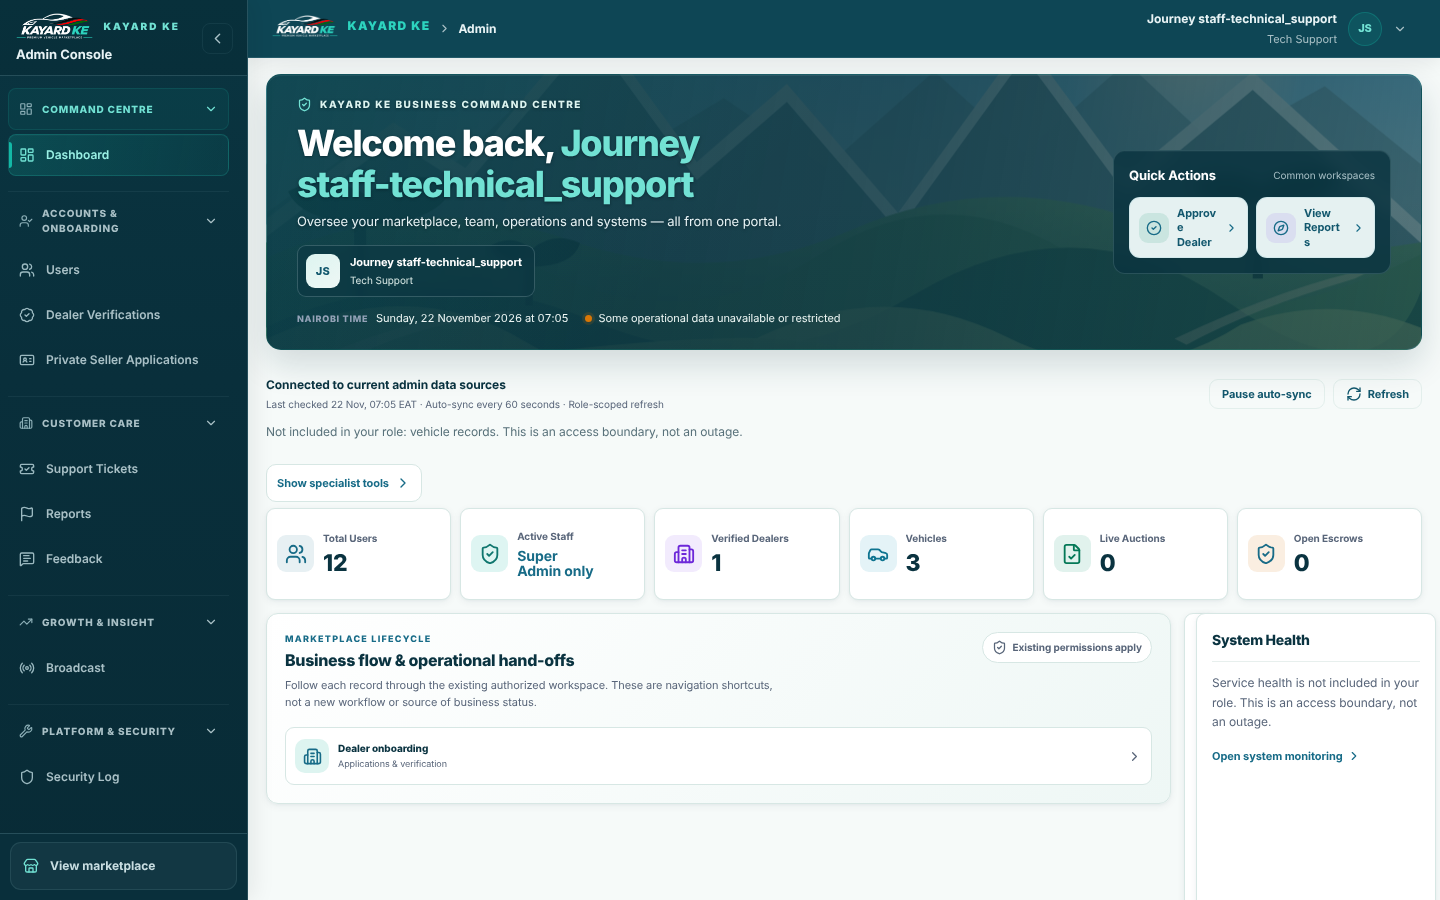 KAYARD KE
PREMIUM VEHICLE MARKETPLACE
KAYARD KE
Admin Console
COMMAND CENTRE
Dashboard
ACCOUNTS &
ONBOARDING
Users
Dealer Verifications
Private Seller Applications
CUSTOMER CARE
Support Tickets
Reports
Feedback
GROWTH & INSIGHT
Broadcast
PLATFORM & SECURITY
Security Log
View marketplace
KAYARD KE
KAYARD KE
Admin
Journey staff-technical_support
Tech Support
JS
KAYARD KE BUSINESS COMMAND CENTRE
Welcome back, Journey
staff-technical_support
Oversee your marketplace, team, operations and systems — all from one portal.
JS
Journey staff-technical_support
Tech Support
NAIROBI TIME Sunday, 22 November 2026 at 07:05 Some operational data unavailable or restricted
Quick Actions
Common workspaces
Approv
e
Dealer
View
Report
s
Connected to current admin data sources
Last checked 22 Nov, 07:05 EAT · Auto-sync every 60 seconds · Role-scoped refresh
Pause auto-sync
Refresh
Not included in your role: vehicle records. This is an access boundary, not an outage.
Show specialist tools
Total Users
12
Active Staff
Super
Admin only
Verified Dealers
1
Vehicles
3
Live Auctions
0
Open Escrows
0
MARKETPLACE LIFECYCLE
Business flow & operational hand-offs
Existing permissions apply
Follow each record through the existing authorized workspace. These are navigation shortcuts,
not a new workflow or source of business status.
Dealer onboarding
Applications & verification
System Health
Service health is not included in your
role. This is an access boundary, not
an outage.
Open system monitoring